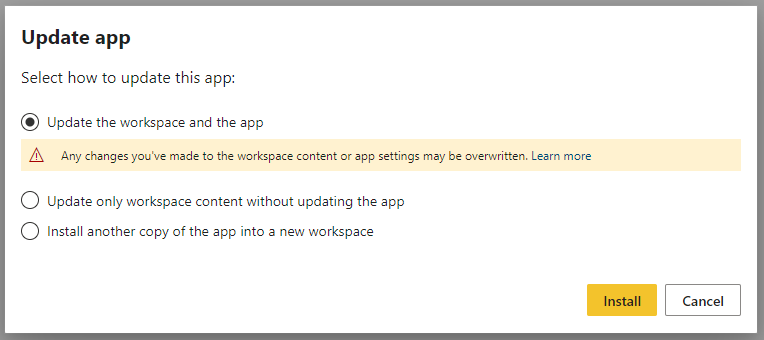 Update app
Select how to update this app:
Update the workspace and the app
Any changes you've made to the workspace content or app settings may be overwritten. Learn more
Update only workspace content without updating the app
Install another copy of the app into a new workspace
Install
Cancel